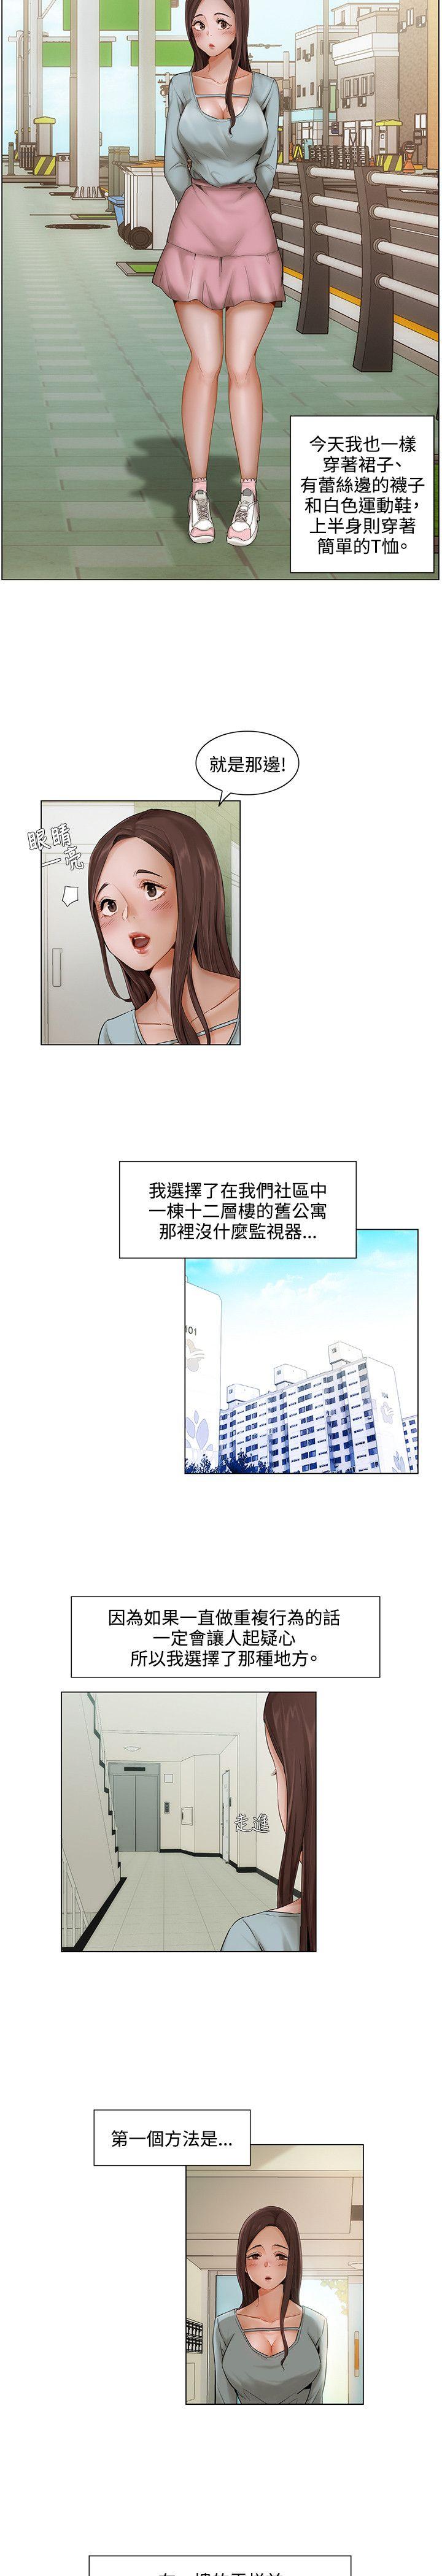 今天我也一樣
穿著裙子、
有蕾絲邊的襪子
和白色運動鞋,
上半身則穿著
簡單的T恤。
就是那邊!
眼睛
一亮
我選擇了在我們社區中
一棟十二層樓的舊公寓
那裡沒什麼監視器...
101
因為如果一直做重複行為的話
一定會讓人起疑心
所以我選擇了那種地方。
走進
第一個方法是...